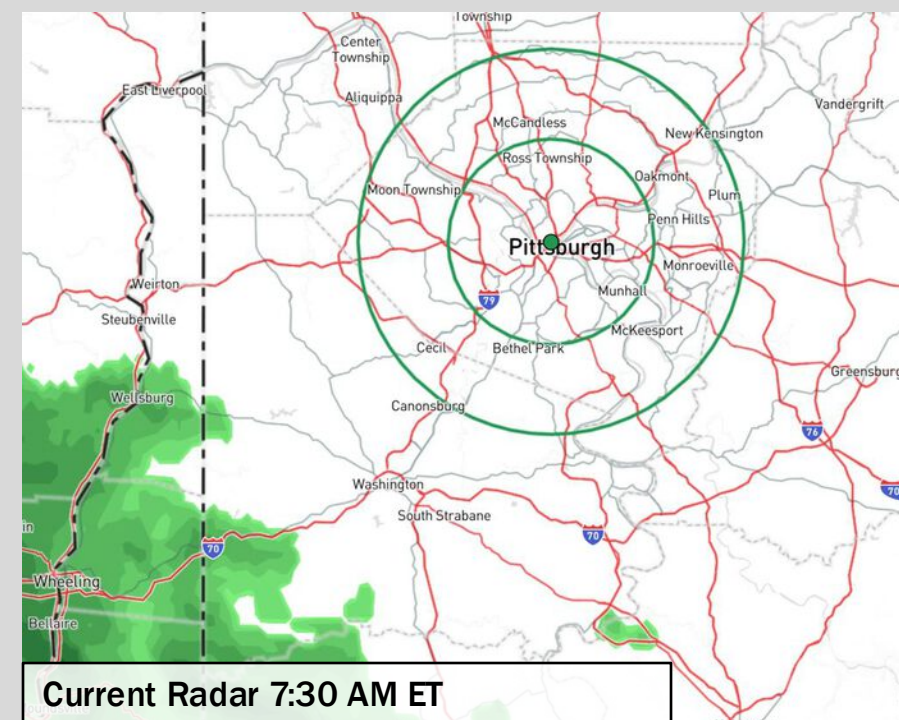 Township
Center
Township
East Liverpool
Aliquippa
Vandergrift
McCandless
New Kensington
Ross Township
Oakmont
Moon Township
Plum
Penn Hills
Pittsburgh
Monroeville
Weirton
Munhall
79
Steubenville
McKeesport
Cecil
Bethel Park
Greensburg
Wellsburg
Canonsburg
76
Washington
70
South Strabane
70
70
Wheeling
Bellaire
Current Radar 7:30 AM ET